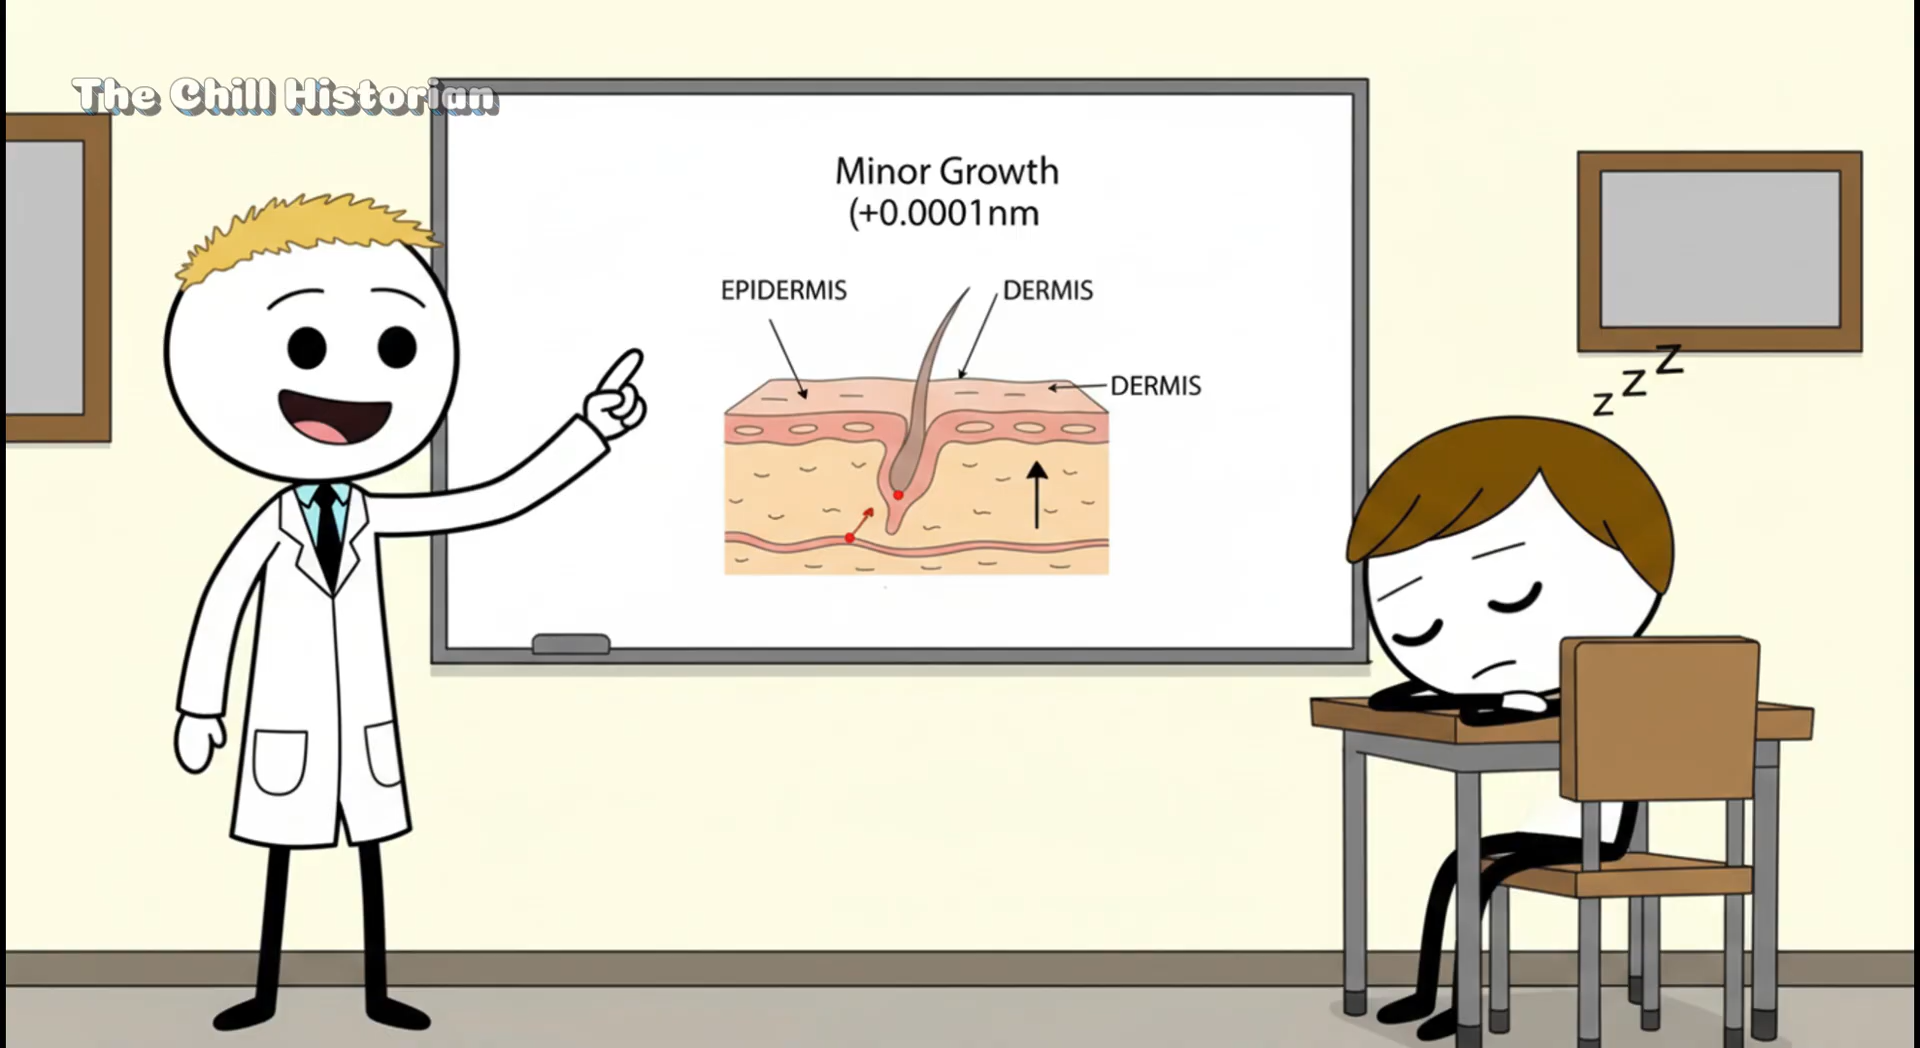 The Chill Historian
Minor Growth
(+0.0001nm
EPIDERMIS
DERMIS
DERMIS
z z Z